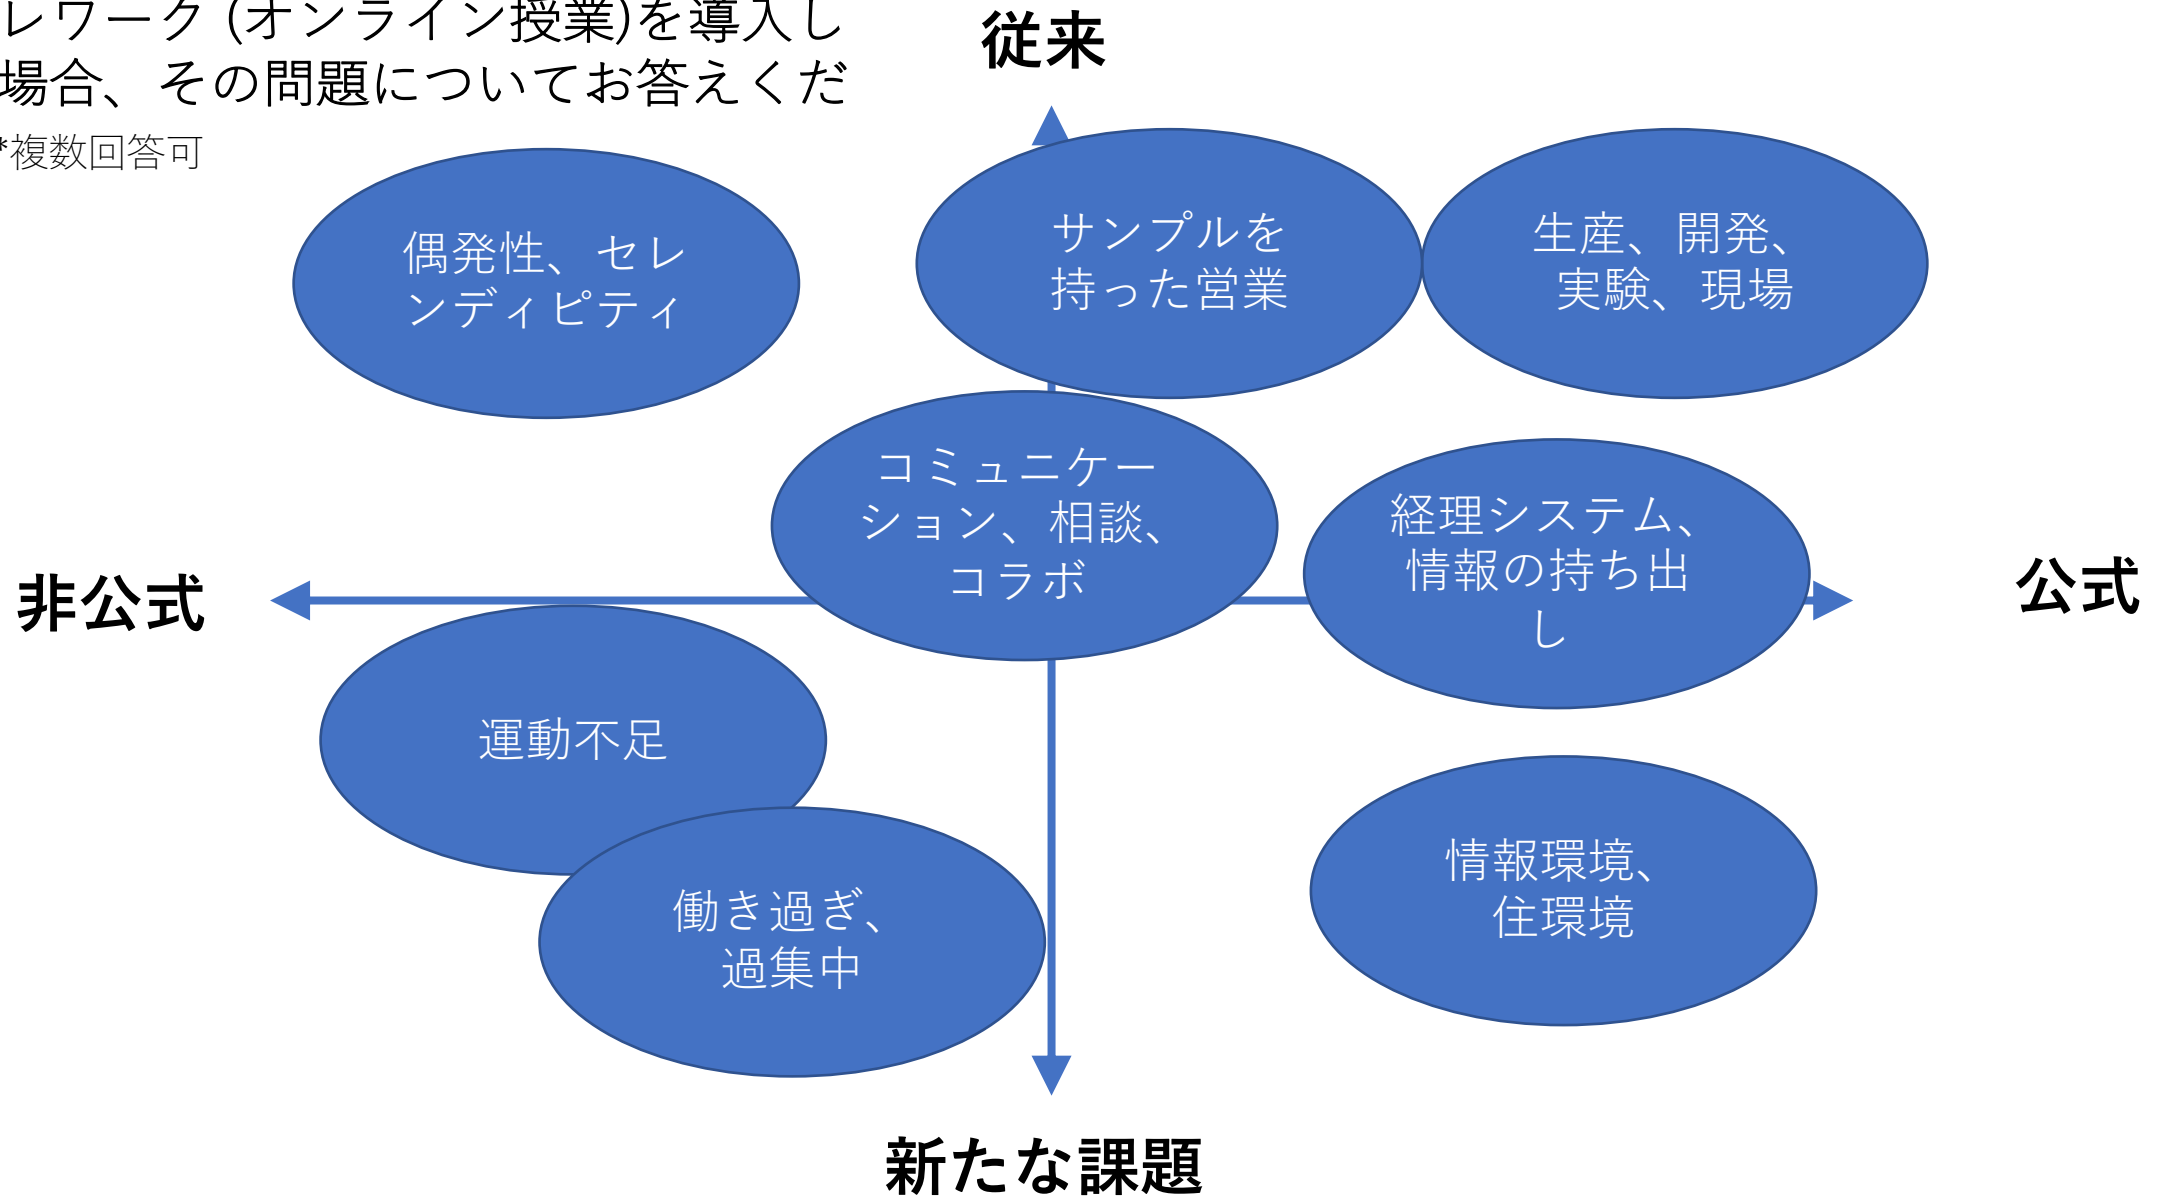 レワーク (オンライン授業)を導入し
場合、その問題についてお答えくだ
*複数回答可
従来
偶発性、セレ
ンディピティ
サンプルを
持った営業
生産、開発、
実験、現場
コミュニケー
ション、相談、
コラボ
経理システム、
情報の持ち出
し
非公式
公式
運動不足
働き過ぎ、
過集中
情報環境、
住環境
新たな課題